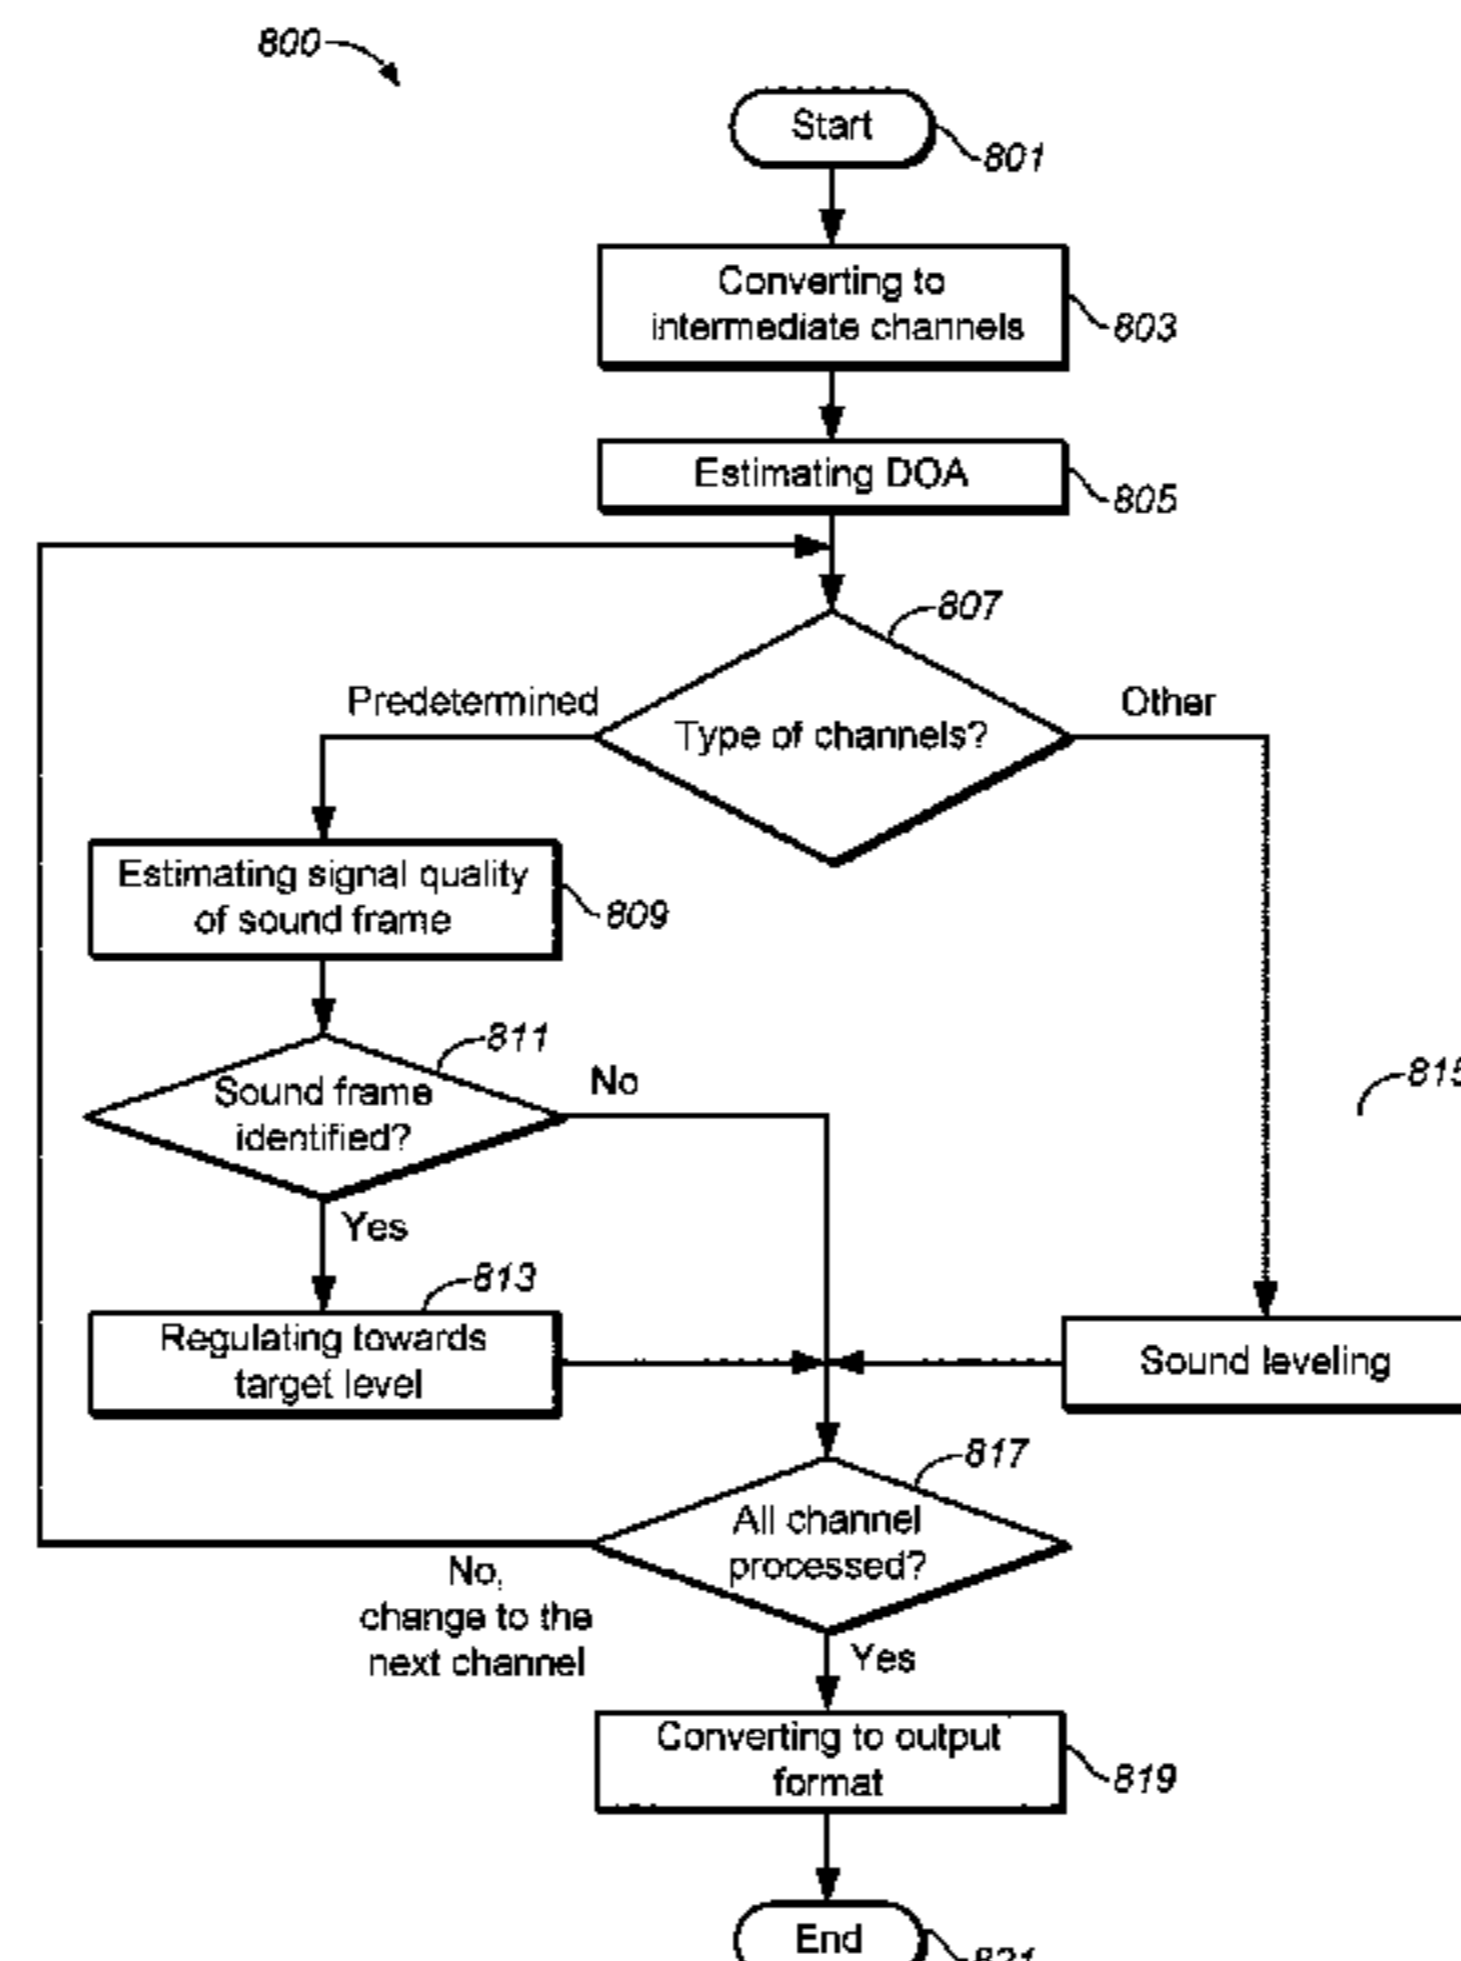 800
Start
801
Converting to
intermediate channels
803
Estimating DOA
805
807
Predetermined
Type of channels?
Other
Estimating signal quality
of sound frame
809
811
Sound frame
identified?
No
815
Yes
813
Regulating towards
target level
Sound leveling
817
All channel
processed?
No,
change to the
next channel
Yes
Converting to output
format
819
End
821